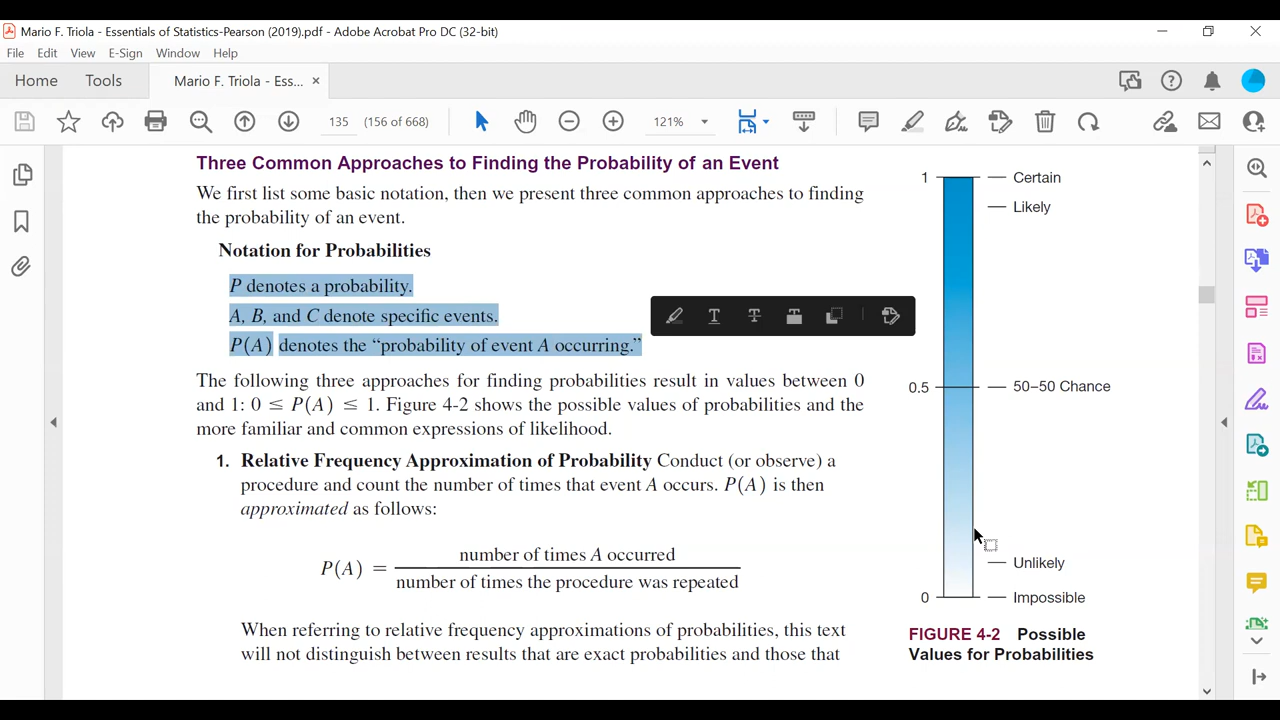 Mario F. Triola - Essentials of Statistics-Pearson (2019).pdf - Adobe Acrobat Pro DC (32-bit)
File Edit View E-Sign Window Help
Home Tools Mario F. Triola - Ess... ×
135 (156 of 668) 121%
Three Common Approaches to Finding the Probability of an Event
We first list some basic notation, then we present three common approaches to finding
the probability of an event.
Notation for Probabilities
P denotes a probability.
A, B, and C denote specific events.
P(A) denotes the “probability of event A occurring.”
The following three approaches for finding probabilities result in values between 0
and 1: 0 ≤ P(A) ≤ 1. Figure 4-2 shows the possible values of probabilities and the
more familiar and common expressions of likelihood.
1. Relative Frequency Approximation of Probability Conduct (or observe) a
procedure and count the number of times that event A occurs. P(A) is then
approximated as follows:
P(A) = number of times A occurred
number of times the procedure was repeated
When referring to relative frequency approximations of probabilities, this text
will not distinguish between results that are exact probabilities and those that
1 Certain
Likely
0.5 50–50 Chance
Unlikely
0 Impossible
FIGURE 4-2 Possible
Values for Probabilities